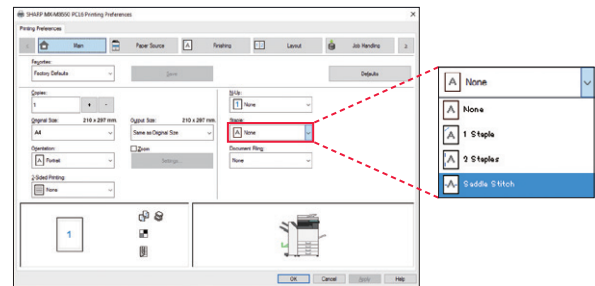 SHARP MX-M6550 PCL6 Printing Preferences
Printing Preferences
Main
Paper Source
Finishing
Layout
Job Handling
Favorites:
Factory Defaults
Save
Defaults
Copies:
1
Original Size: 210 x 297 mm.
A4
Output Size: 210 x 297 mm.
Same as Original Size
Orientation:
Portrait
Zoom
Settings...
2-Sided Printing:
None
N-Up:
None
Staple:
None
Document Filing:
None
1
OK
Cancel
Apply
Help
None
None
1 Staple
2 Staples
Saddle Stitch